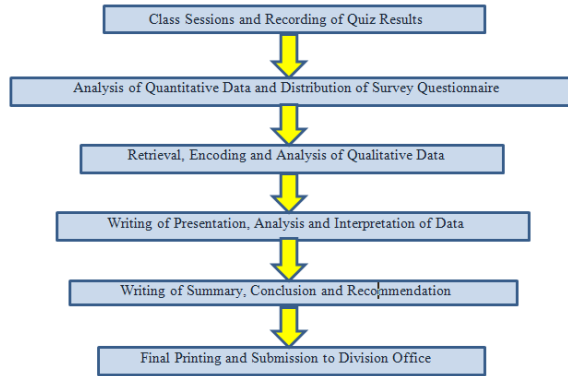 Class Sessions and Recording of Quiz Results
Analysis of Quantitative Data and Distribution of Survey Questionnaire
Retrieval, Encoding and Analysis of Qualitative Data
Writing of Presentation, Analysis and Interpretation of Data
Writing of Summary, Conclusion and Recommendation
Final Printing and Submission to Division Office